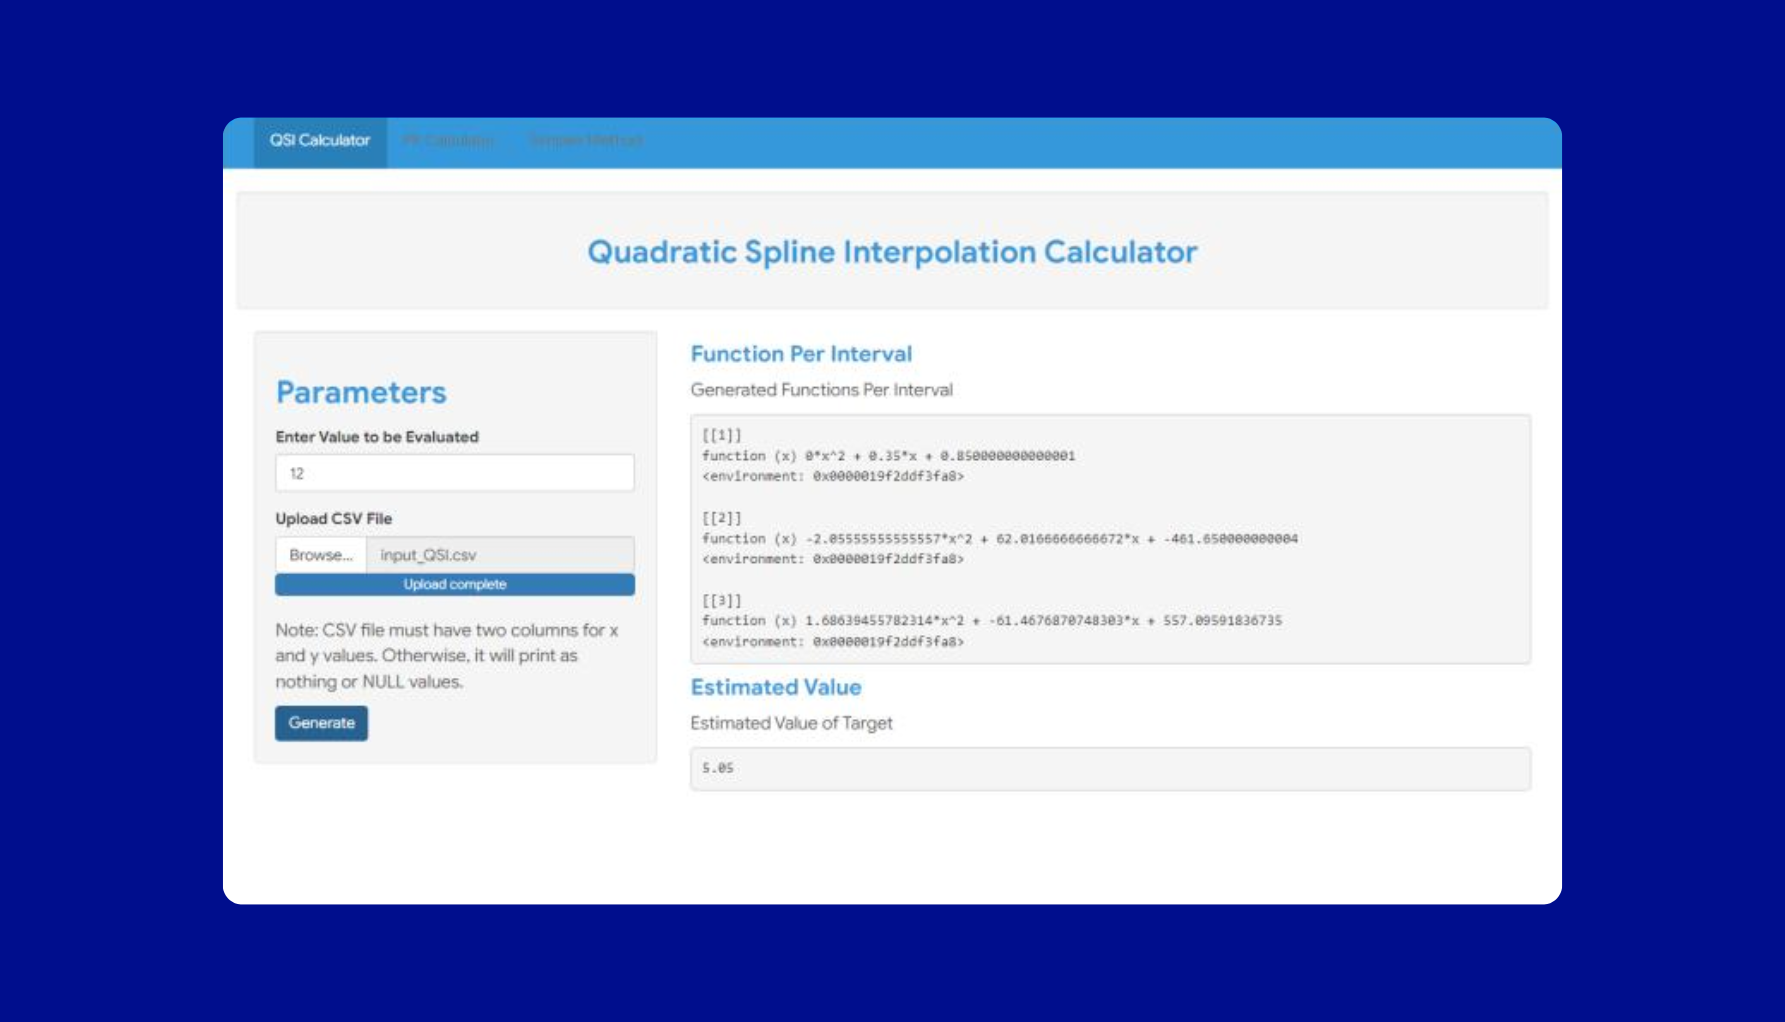 QSI Calculator
Quadratic Spline Interpolation Calculator
Parameters
Enter Value to be Evaluated
12
Upload CSV File
Browse... input_QSI.csv
Upload complete
Note: CSV file must have two columns for x
and y values. Otherwise, it will print as
nothing or NULL values.
Generate
Function Per Interval
Generated Functions Per Interval
[[1]]
function (x) 0*x^2 + 0.35*x + 0.850000000000001
<environment: 0x0000019f2ddf3fa8>
[[2]]
function (x) -2.05555555555557*x^2 + 62.0166666666672*x + -461.650000000004
<environment: 0x0000019f2ddf3fa8>
[[3]]
function (x) 1.68639455782314*x^2 + -61.4676870748303*x + 557.09591836735
<environment: 0x0000019f2ddf3fa8>
Estimated Value
Estimated Value of Target
5.05